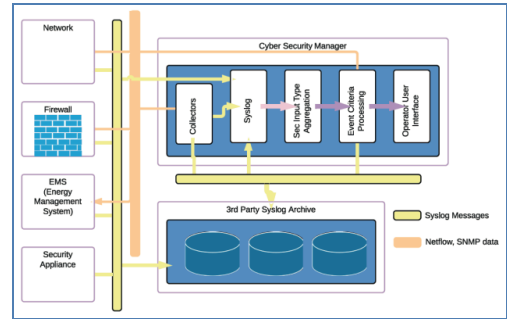 Network
Firewall
EMS
(Energy
Management
System)
Security
Appliance
Cyber Security Manager
Collectors
Syslog
Sec Input Type
Aggregation
Event Criteria
Processing
Operator User
Interface
3rd Party Syslog Archive
Syslog Messages
Netflow, SNMP data